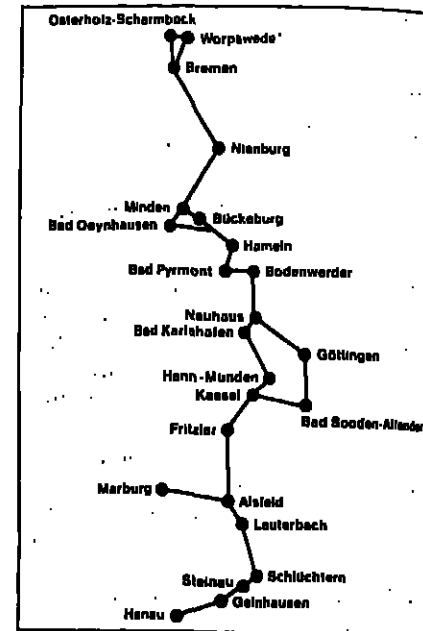 Osterholz-Scharmbeck
Worpswede
Bremen
Nienburg
Minden
Bückeburg
Bad Oeynhausen
Hameln
Bad Pyrmont
Bodenwerder
Neuhaus
Bad Karlshafen
Göttingen
Hann-Munden
Kassel
Bad Sooden-Allendorf
Fritzlar
Marburg
Alsfeld
Lauterbach
Schlüchtern
Steinau
Gelnhausen
Hanau